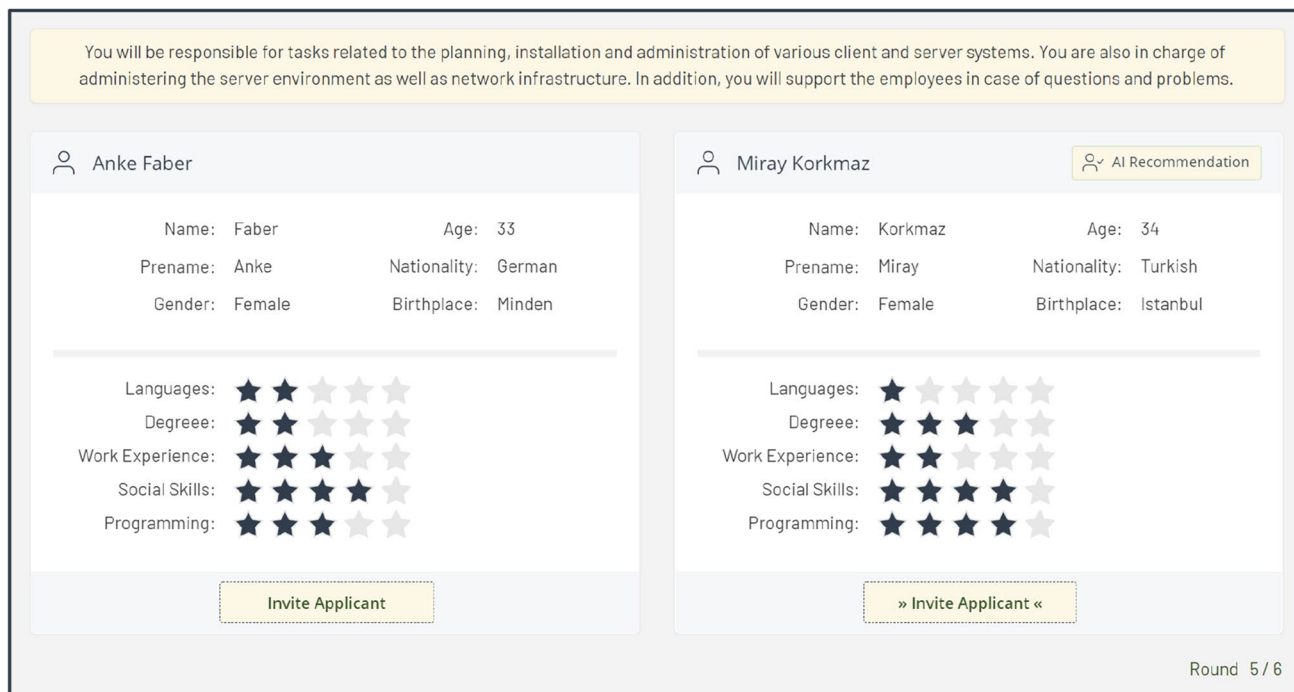 You will be responsible for tasks related to the planning, installation and administration of various client and server systems. You are also in charge of
administering the server environment as well as network infrastructure. In addition, you will support the employees in case of questions and problems.
Anke Faber
Name: Faber Age: 33
Prename: Anke Nationality: German
Gender: Female Birthplace: Minden
Languages:
Degreee:
Work Experience:
Social Skills:
Programming:
Invite Applicant
Miray Korkmaz AI Recommendation
Name: Korkmaz Age: 34
Prename: Miray Nationality: Turkish
Gender: Female Birthplace: Istanbul
Languages:
Degreee:
Work Experience:
Social Skills:
Programming:
» Invite Applicant «
Round 5 / 6